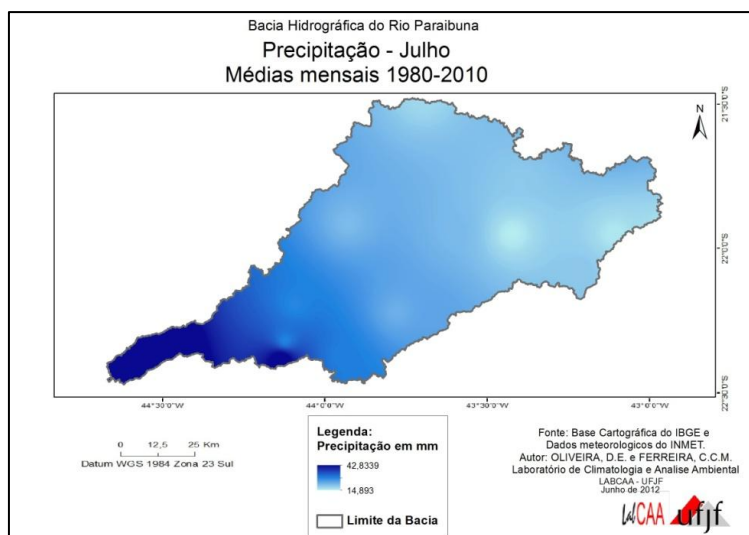 Bacia Hidrográfica do Rio Paraibuna
Precipitação - Julho
Médias mensais 1980-2010
N
21°30'0"S
22°0'0"S
22°30'0"S
44°30'0"W
44°0'0"W
43°30'0"W
43°0'0"W
0 12,5 25 Km
Datum WGS 1984 Zona 23 Sul
Legenda:
Precipitação em mm
42,8339
14,893
Limite da Bacia
Fonte: Base Cartográfica do IBGE e
Dados meteorologicos do INMET.
Autor: OLIVEIRA, D.E. e FERREIRA, C.C.M.
Laboratório de Climatologia e Analise Ambiental
LABCAA - UFJF
Junho de 2012
LabCAA ufjf